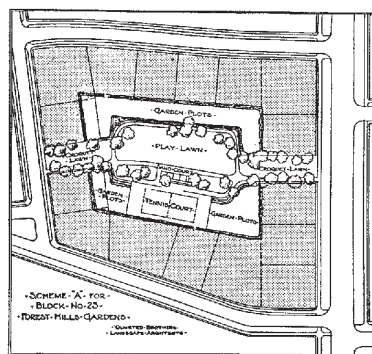 ·GARDEN·PLOTS·
·PLAY·LAWN·
CROQUET
LAWN
·CROQUET·LAWN·
GARDEN
PLOTS·
TENNIS COURT
GARDEN·PLOTS
·SCHEME·"A"·FOR·
·BLOCK·NO·23·
·FOREST·HILLS·GARDENS·
·OLMSTED·BROTHERS·
·LANDSCAPE·ARCHITECTS·